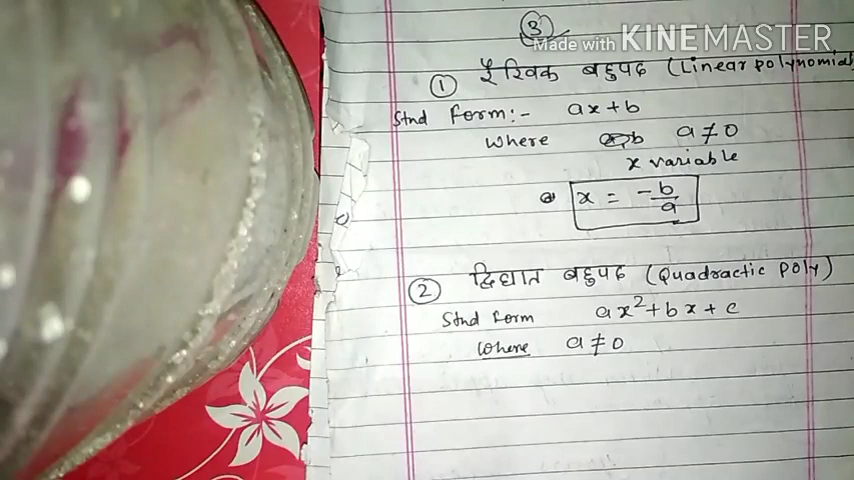 3
Made with KINEMASTER
① रैखिक बहुपद (Linear polynomial)
Stnd Form:- ax+b
Where a≠0
x variable
x = -b/a
② द्विघात बहुपद (Quadractic poly)
Stnd form ax²+bx+c
Where a≠0